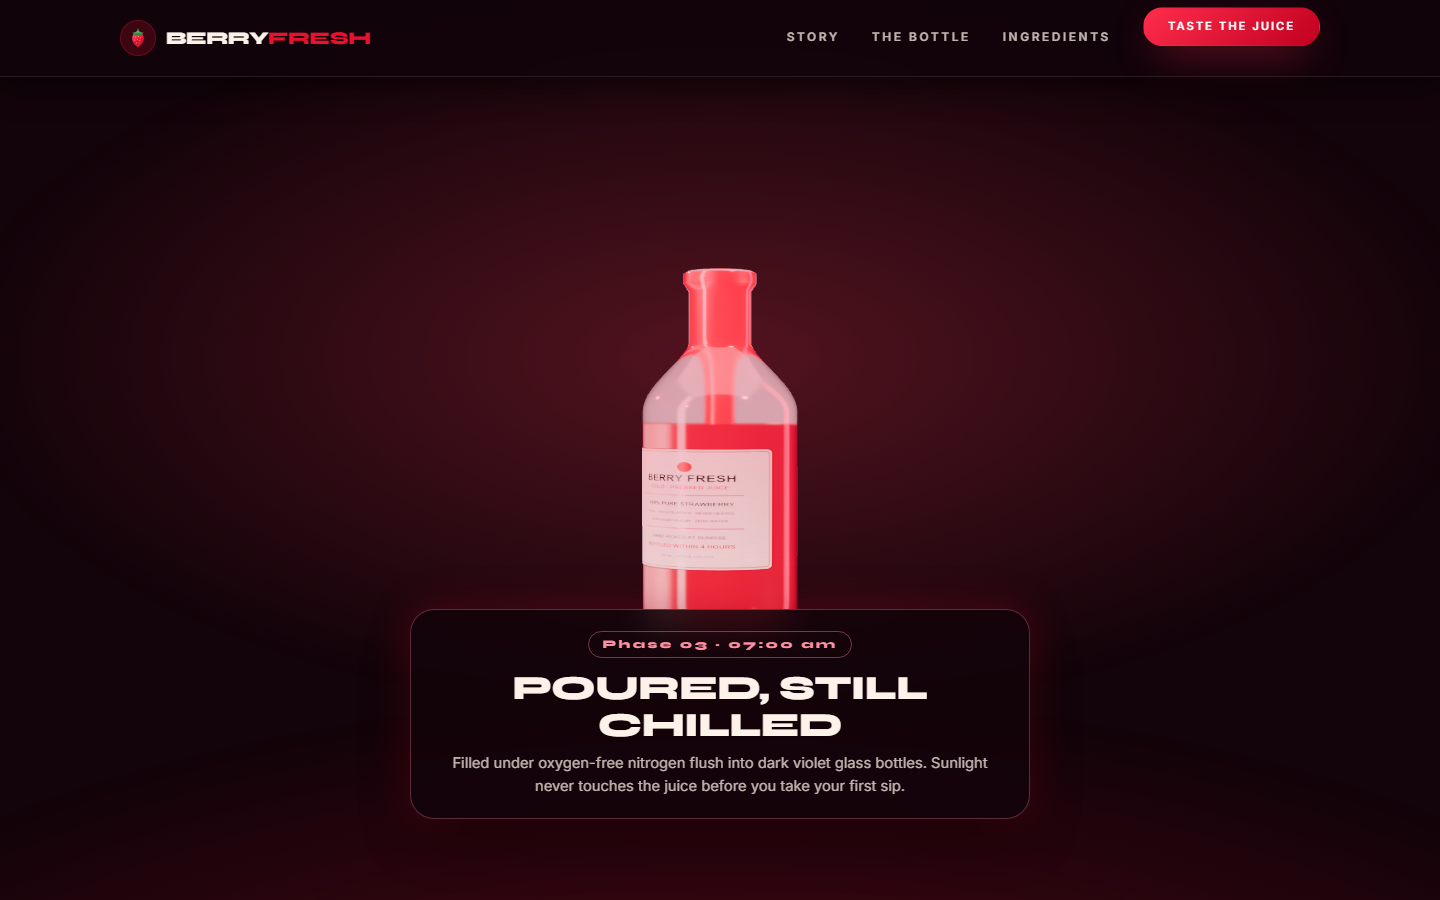 BERRYFRESH
STORY
THE BOTTLE
INGREDIENTS
TASTE THE JUICE
BERRY FRESH
100% PURE STRAWBERRY
BOTTLED WITHIN 4 HOURS
Phase 03 · 07:00 am
POURED, STILL
CHILLED
Filled under oxygen-free nitrogen flush into dark violet glass bottles. Sunlight
never touches the juice before you take your first sip.